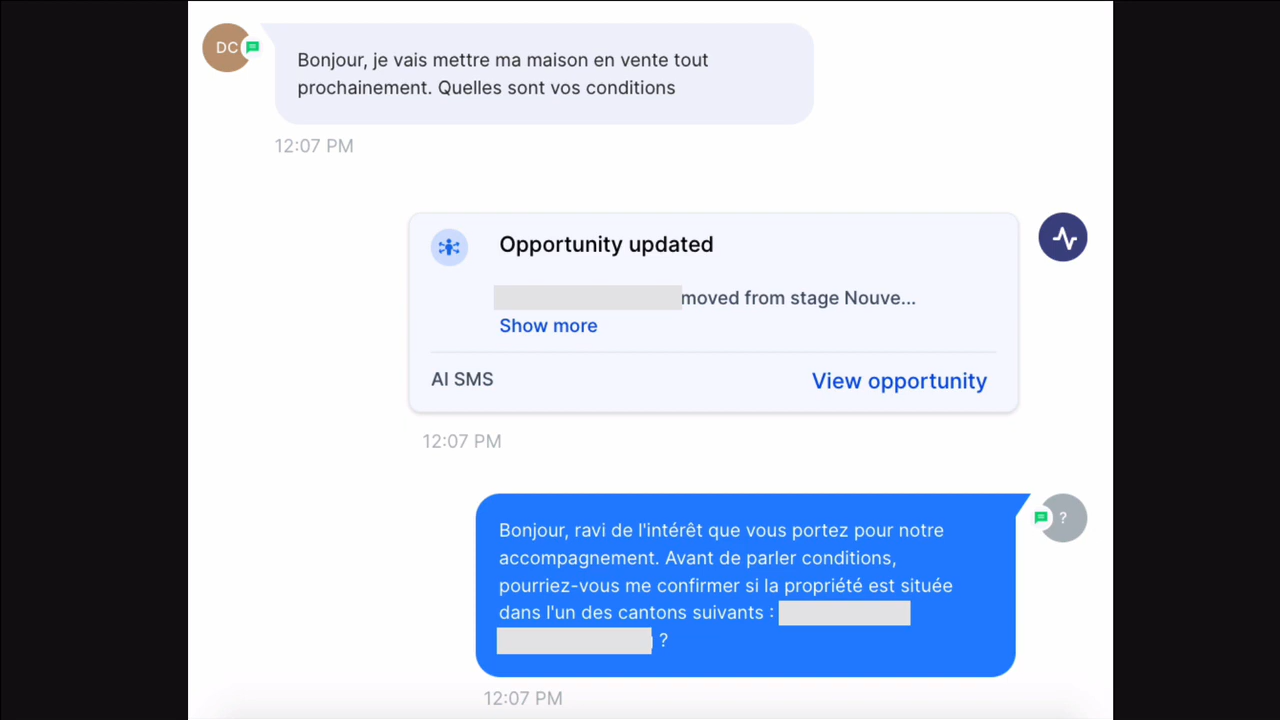 DC
Bonjour, je vais mettre ma maison en vente tout
prochainement. Quelles sont vos conditions
12:07 PM
Opportunity updated
moved from stage Nouve...
Show more
AI SMS
View opportunity
12:07 PM
Bonjour, ravi de l'intérêt que vous portez pour notre
accompagnement. Avant de parler conditions,
pourriez-vous me confirmer si la propriété est située
dans l'un des cantons suivants :
?
?
12:07 PM